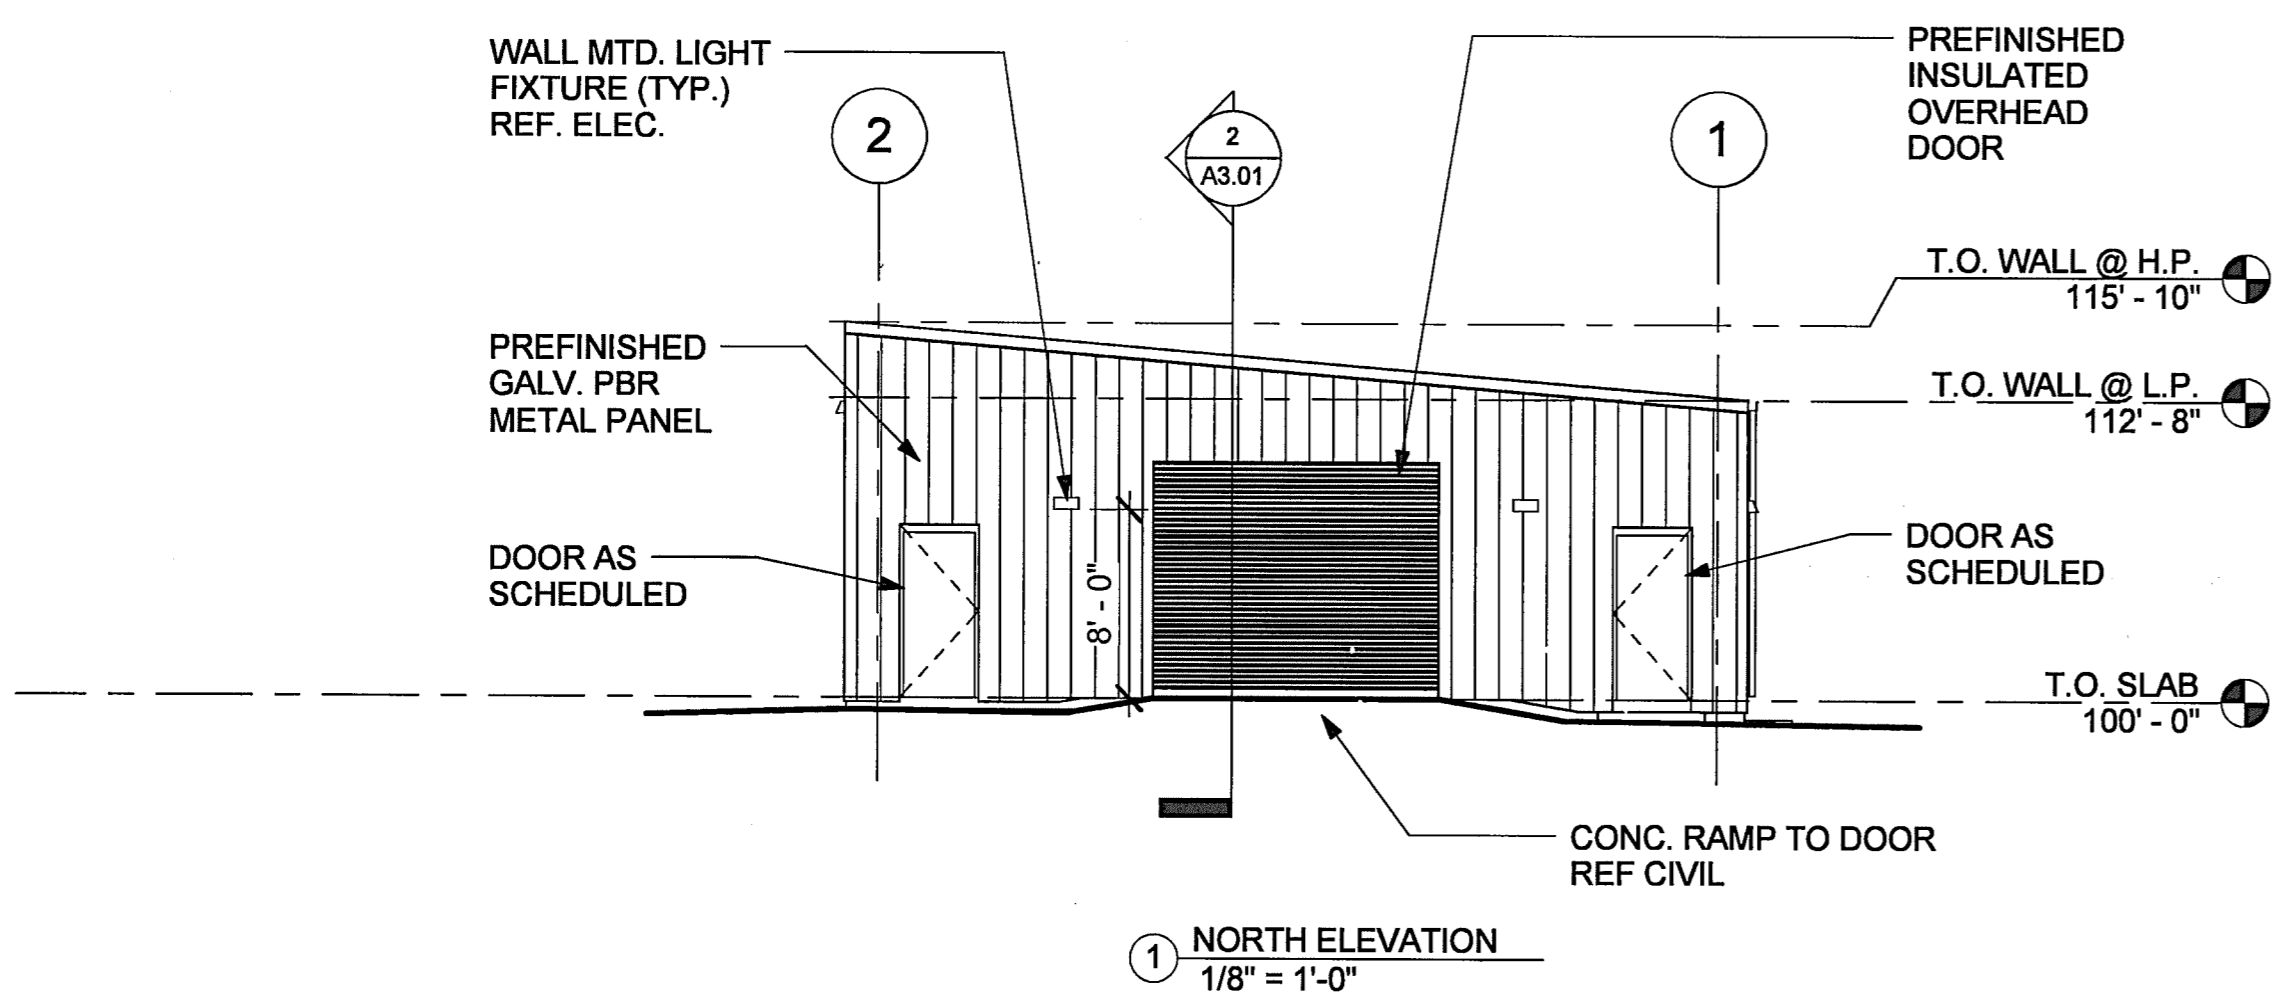 WALL MTD. LIGHT
FIXTURE (TYP.)
REF. ELEC.
2
2
A3.01
1
PREFINISHED
INSULATED
OVERHEAD
DOOR
T.O. WALL @ H.P.
115' - 10"
PREFINISHED
GALV. PBR
METAL PANEL
T.O. WALL @ L.P.
112' - 8"
DOOR AS
SCHEDULED
8' - 0"
DOOR AS
SCHEDULED
T.O. SLAB
100' - 0"
CONC. RAMP TO DOOR
REF CIVIL
1
NORTH ELEVATION
1/8" = 1'-0"